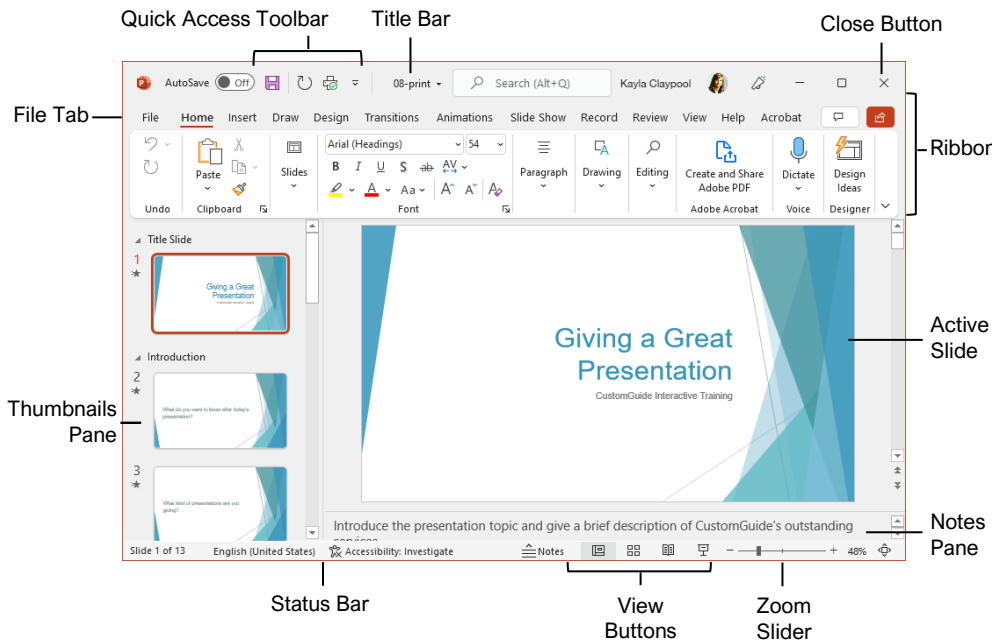 Quick Access Toolbar
Title Bar
Close Button
P
AutoSave
Off
08-print
Search (Alt+Q)
Kayla Claypool
File Tab
File
Home
Insert
Draw
Design
Transitions
Animations
Slide Show
Record
Review
View
Help
Acrobat
Ribbon
Arial (Headings)
54
Paste
Slides
B I U S ab AV
A Aa A A A
Paragraph
Drawing
Editing
Create and Share
Adobe PDF
Dictate
Design
Ideas
Undo
Clipboard
Font
Adobe Acrobat
Voice
Designer
Title Slide
1
Giving a Great
Presentation
CustomGuide Interactive Training
Introduction
2
What do you want to know after today's
presentation?
3
What kind of presentations are you
giving?
Thumbnails
Pane
Giving a Great
Presentation
CustomGuide Interactive Training
Active
Slide
Introduce the presentation topic and give a brief description of CustomGuide's outstanding
Notes
Pane
Slide 1 of 13
English (United States)
Accessibility: Investigate
Notes
48%
Status Bar
View
Buttons
Zoom
Slider